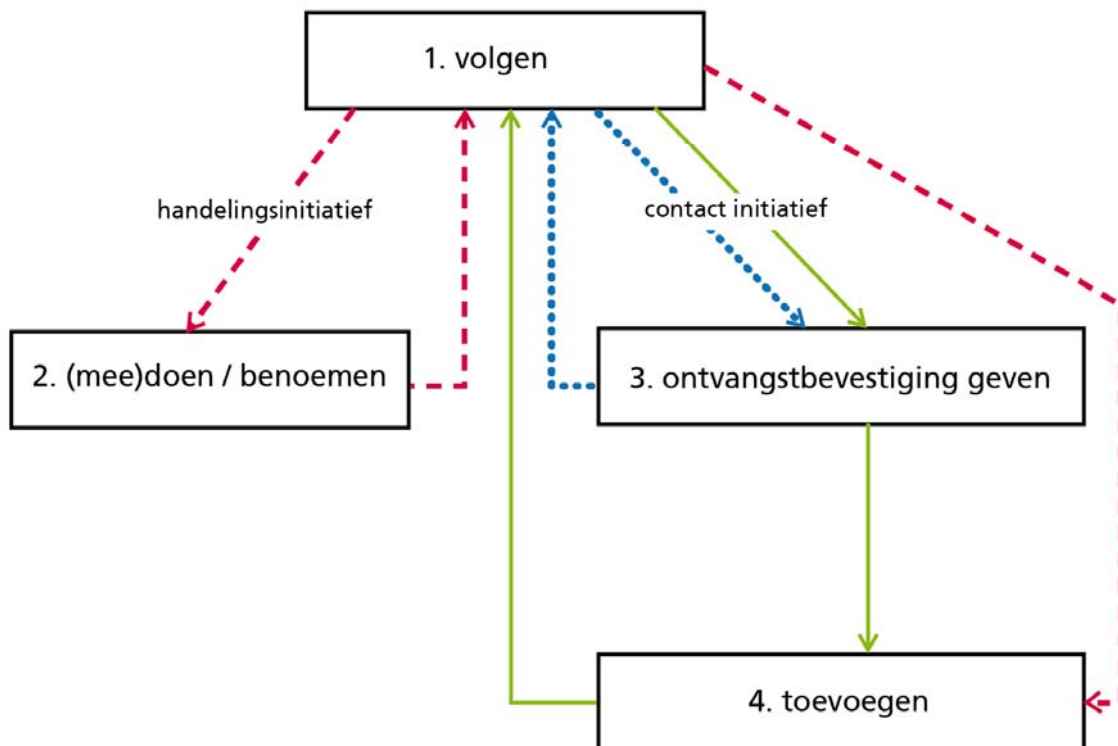 1. volgen
handelingsinitiatief
contact initiatief
2. (mee)doen / benoemen
3. ontvangstbevestiging geven
4. toevoegen